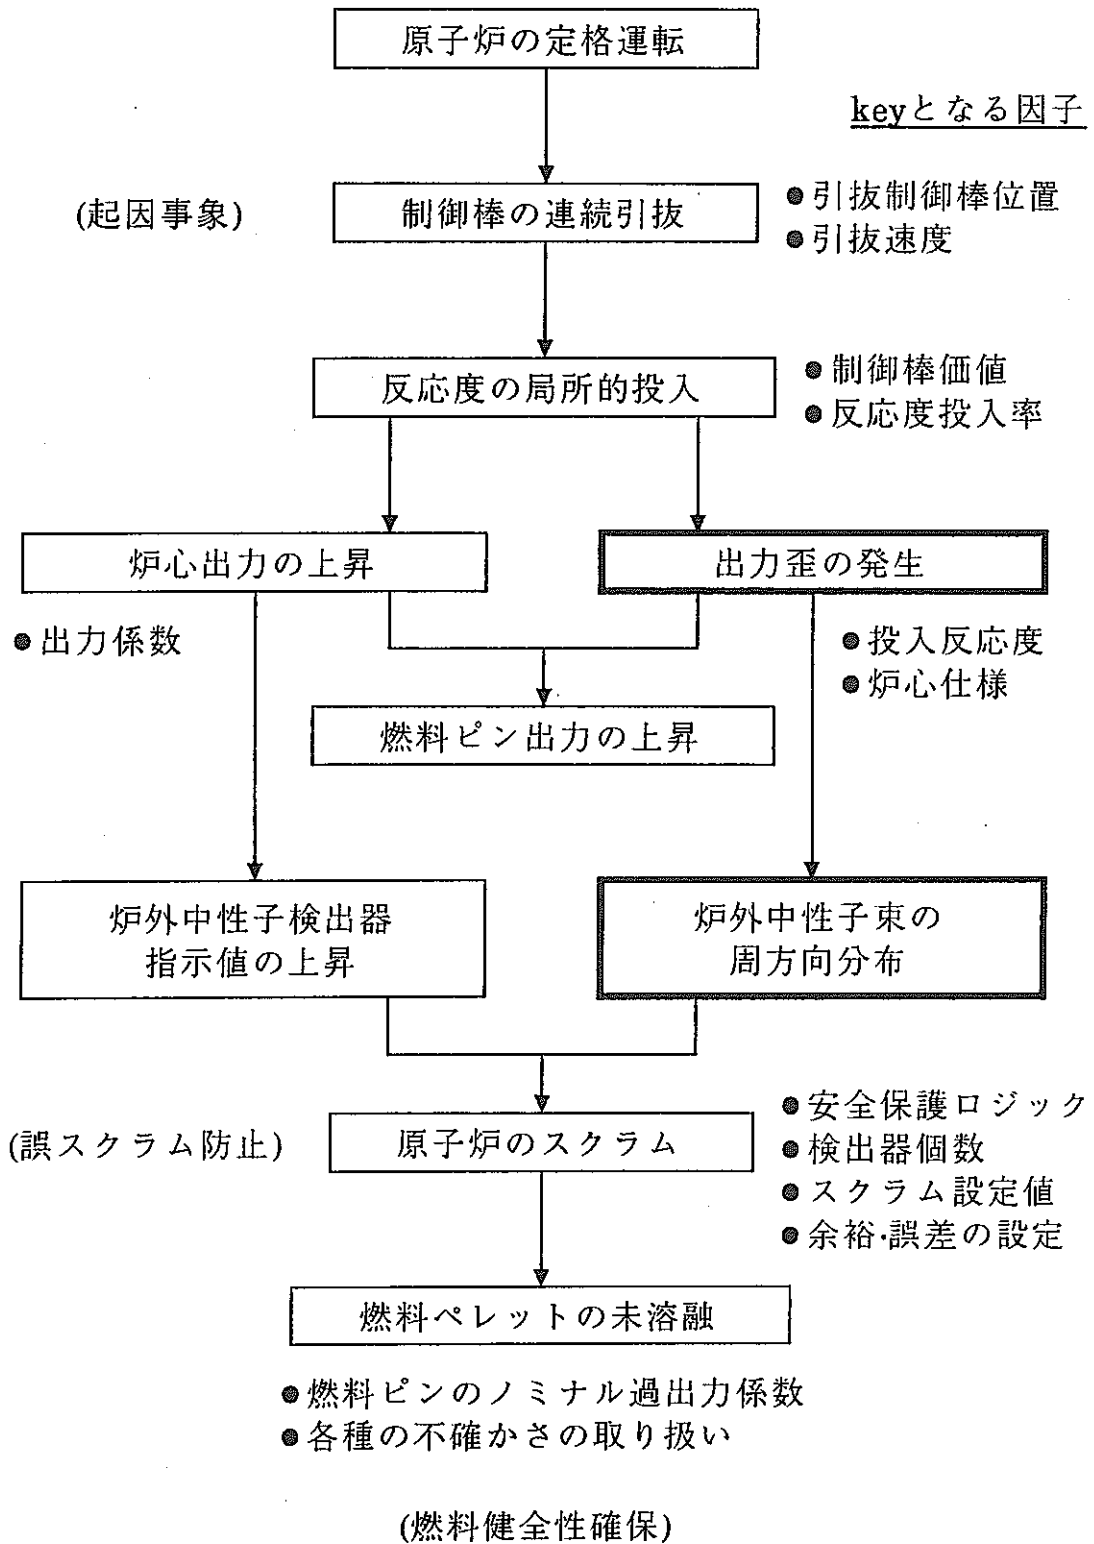 原子炉の定格運転
keyとなる因子
(起因事象)
制御棒の連続引抜
●引抜制御棒位置
●引抜速度
反応度の局所的投入
●制御棒価値
●反応度投入率
炉心出力の上昇
出力歪の発生
●出力係数
●投入反応度
●炉心仕様
燃料ピン出力の上昇
炉外中性子検出器
指示値の上昇
炉外中性子束の
周方向分布
(誤スクラム防止)
原子炉のスクラム
●安全保護ロジック
●検出器個数
●スクラム設定値
●余裕・誤差の設定
燃料ペレットの未溶融
●燃料ピンのノミナル過出力係数
●各種の不確かさの取り扱い
(燃料健全性確保)